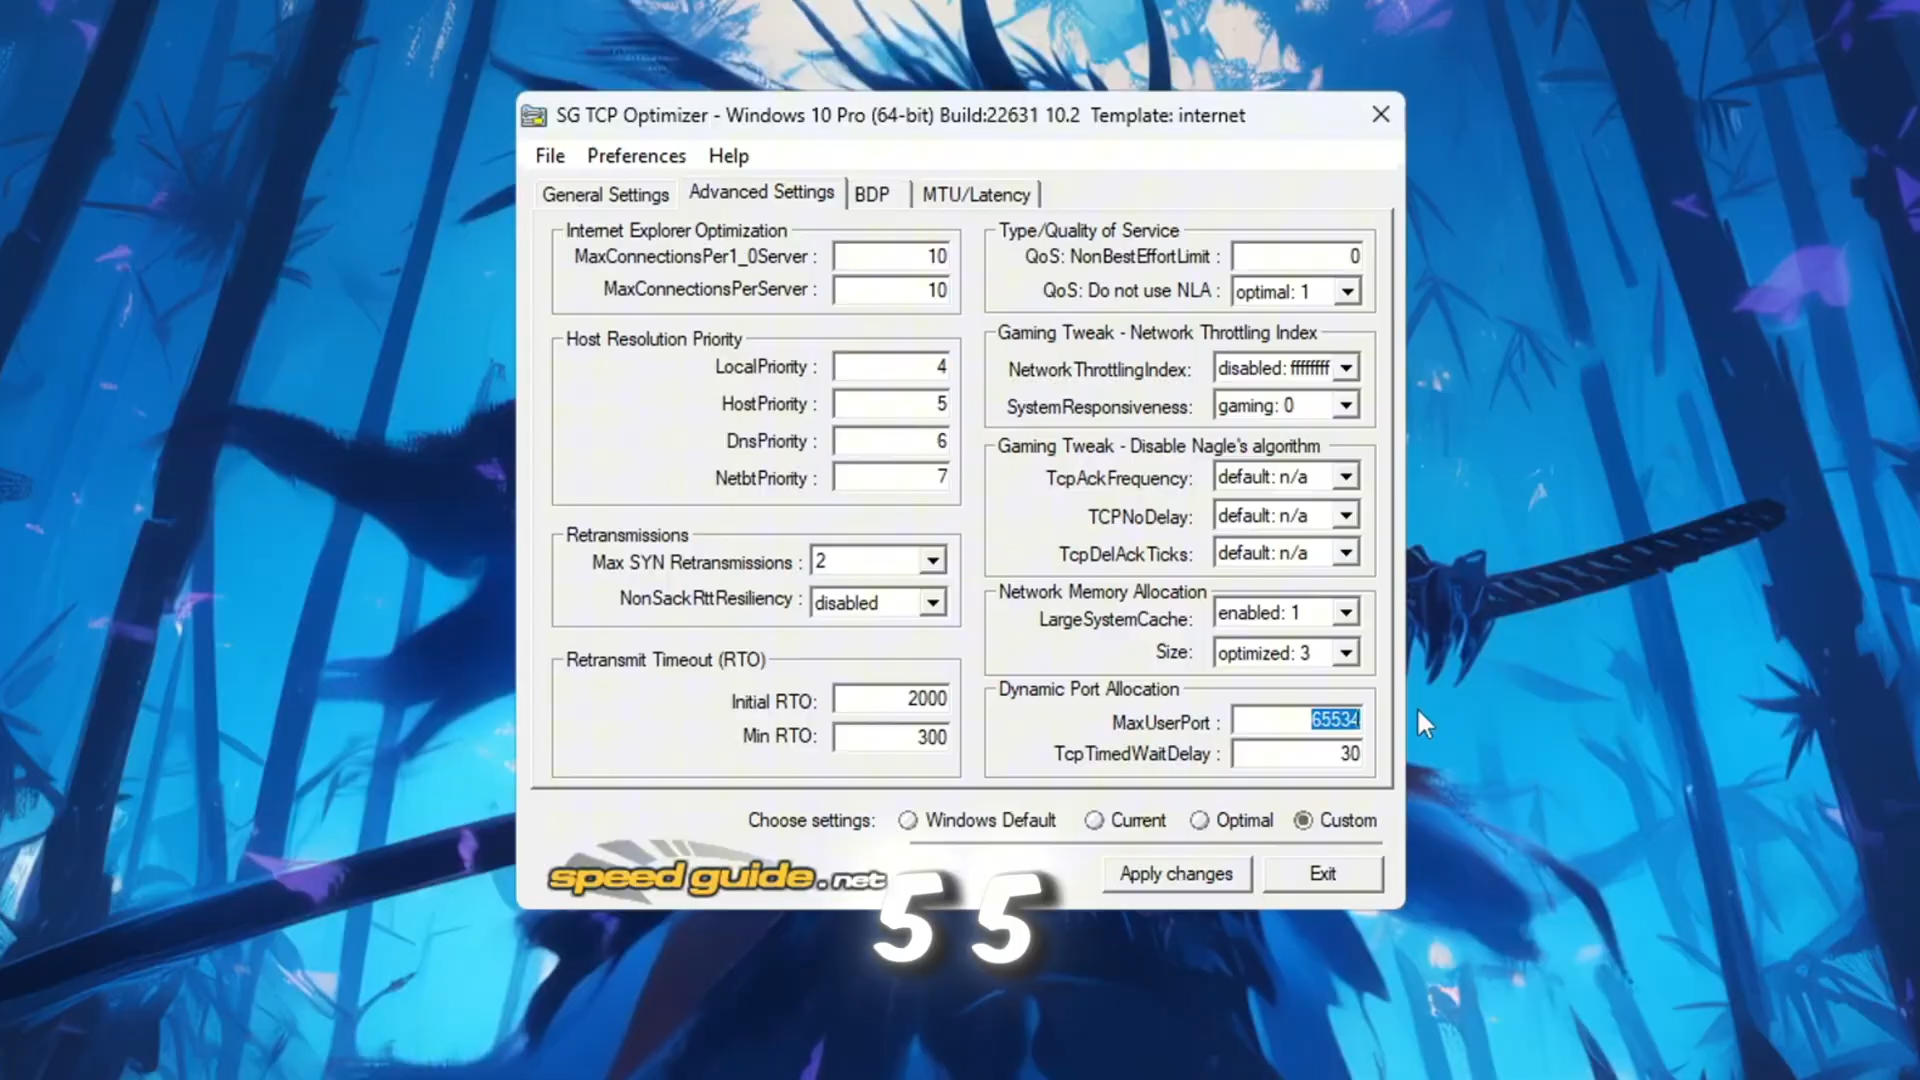 SG TCP Optimizer - Windows 10 Pro (64-bit) Build:22631 10.2 Template: internet
File Preferences Help
General Settings Advanced Settings BDP MTU/Latency
Internet Explorer Optimization
MaxConnectionsPer1_0Server : 10
MaxConnectionsPerServer : 10
Host Resolution Priority
LocalPriority : 4
HostPriority : 5
DnsPriority : 6
NetbtPriority : 7
Retransmissions
Max SYN Retransmissions : 2
NonSackRttResiliency : disabled
Retransmit Timeout (RTO)
Initial RTO: 2000
Min RTO: 300
Type/Quality of Service
QoS: NonBestEffortLimit : 0
QoS: Do not use NLA : optimal: 1
Gaming Tweak - Network Throttling Index
NetworkThrottlingIndex: disabled: ffffffff
SystemResponsiveness: gaming: 0
Gaming Tweak - Disable Nagle's algorithm
TcpAckFrequency: default: n/a
TCPNoDelay: default: n/a
TcpDelAckTicks: default: n/a
Network Memory Allocation
LargeSystemCache: enabled: 1
Size: optimized: 3
Dynamic Port Allocation
MaxUserPort : 65534
TcpTimedWaitDelay : 30
Choose settings: Windows Default Current Optimal Custom
speed guide.net
Apply changes Exit
55